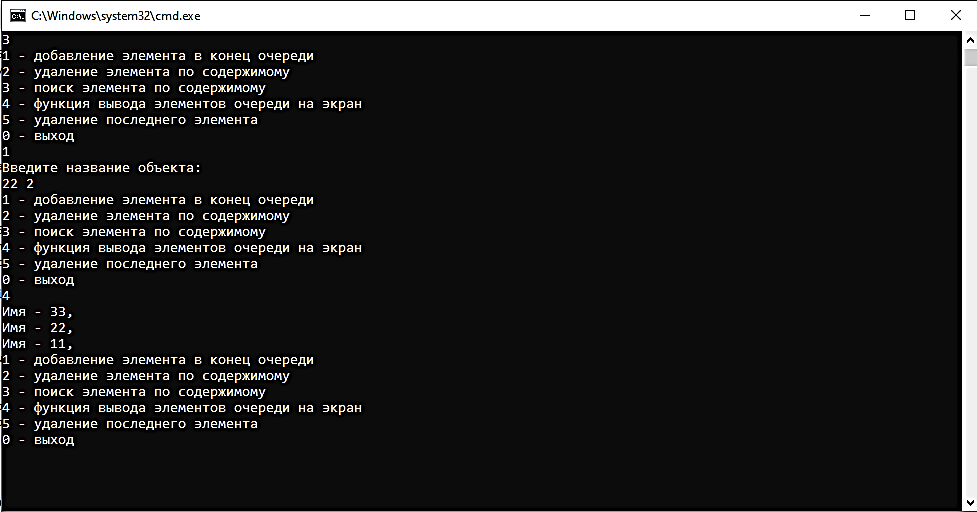 C:\Windows\system32\cmd.exe
3
1 - добавление элемента в конец очереди
2 - удаление элемента по содержимому
3 - поиск элемента по содержимому
4 - функция вывода элементов очереди на экран
5 - удаление последнего элемента
0 - выход
1
Введите название объекта:
22 2
1 - добавление элемента в конец очереди
2 - удаление элемента по содержимому
3 - поиск элемента по содержимому
4 - функция вывода элементов очереди на экран
5 - удаление последнего элемента
0 - выход
4
Имя - 33,
Имя - 22,
Имя - 11,
1 - добавление элемента в конец очереди
2 - удаление элемента по содержимому
3 - поиск элемента по содержимому
4 - функция вывода элементов очереди на экран
5 - удаление последнего элемента
0 - выход